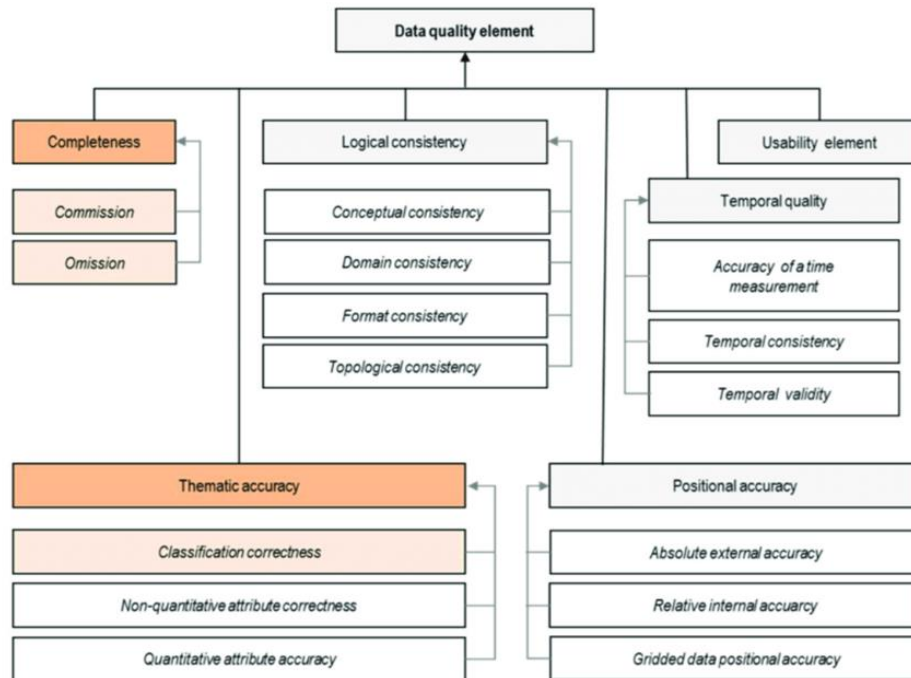 Data quality element
Completeness
Commission
Omission
Logical consistency
Conceptual consistency
Domain consistency
Format consistency
Topological consistency
Usability element
Temporal quality
Accuracy of a time
measurement
Temporal consistency
Temporal validity
Thematic accuracy
Classification correctness
Non-quantitative attribute correctness
Quantitative attribute accuracy
Positional accuracy
Absolute external accuracy
Relative internal accuarcy
Gridded data positional accuracy